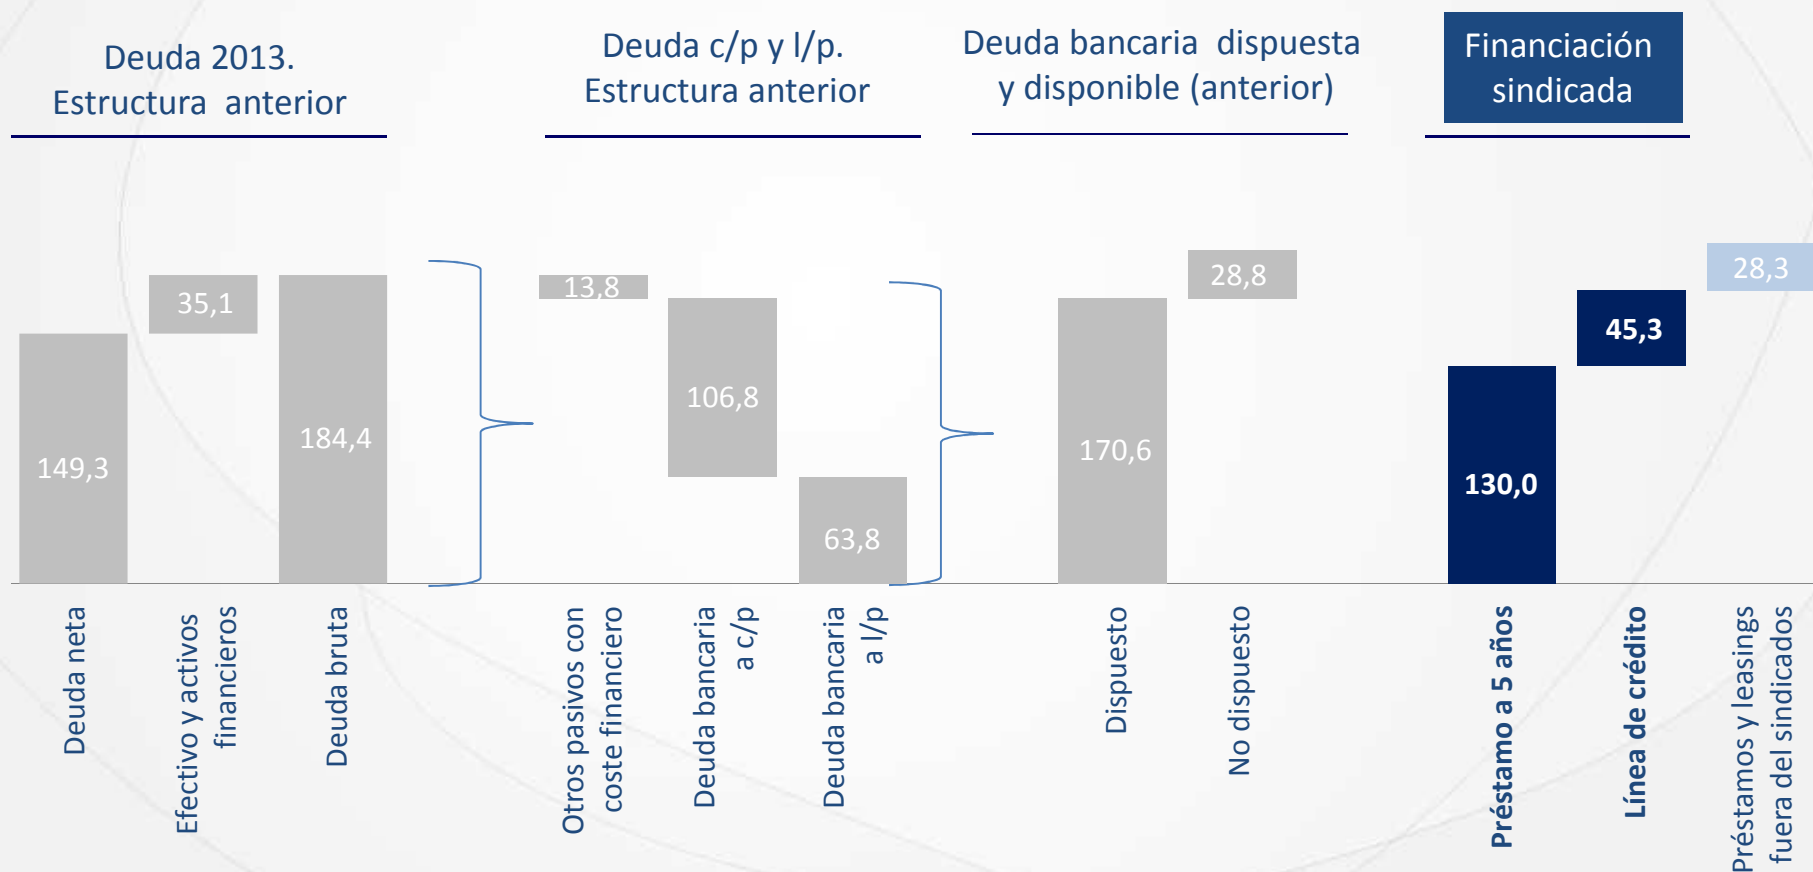 Deuda 2013.
Estructura anterior
Deuda c/p y l/p.
Estructura anterior
Deuda bancaria dispuesta
y disponible (anterior)
Financiación
sindicada
149,3
35,1
184,4
13,8
106,8
63,8
170,6
28,8
130,0
45,3
28,3
Deuda neta
Efectivo y activos
financieros
Deuda bruta
Otros pasivos con
coste financiero
Deuda bancaria
a c/p
Deuda bancaria
a l/p
Dispuesto
No dispuesto
Préstamo a 5 años
Línea de crédito
Préstamos y leasings
fuera del sindicados